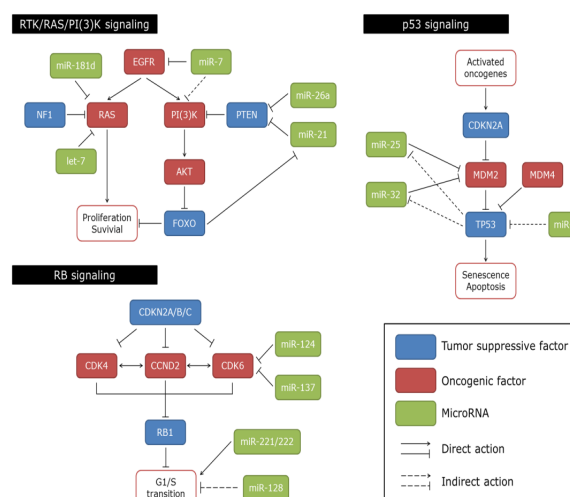 RTK/RAS/PI(3)K signaling
miR-181d
EGFR
miR-7
NF1
RAS
PI(3)K
PTEN
miR-26a
miR-21
let-7
AKT
Proliferation
Suvivial
FOXO
p53 signaling
Activated
oncogenes
CDKN2A
miR-25
miR-32
MDM2
MDM4
TP53
miR
Senescence
Apoptosis
RB signaling
CDKN2A/B/C
CDK4
CCND2
CDK6
miR-124
miR-137
RB1
miR-221/222
G1/S
transition
miR-128
Tumor suppressive factor
Oncogenic factor
MicroRNA
Direct action
Indirect action